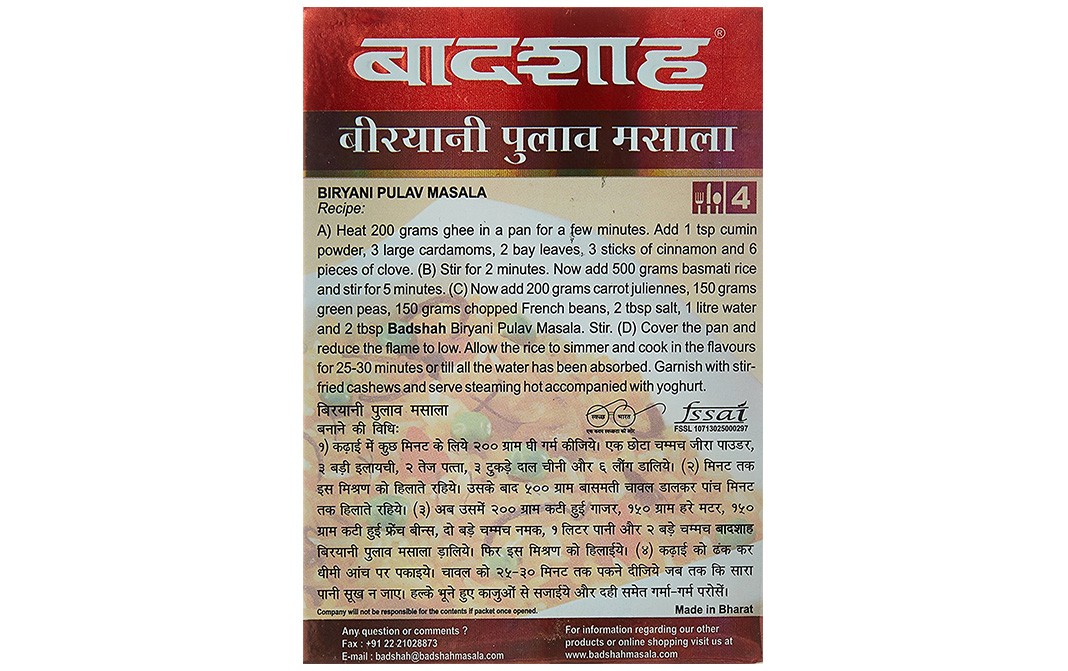 बादशाह®
बीरयानी पुलाव मसाला
BIRYANI PULAV MASALA
4
Recipe:
A) Heat 200 grams ghee in a pan for a few minutes. Add 1 tsp cumin
powder, 3 large cardamoms, 2 bay leaves, 3 sticks of cinnamon and 6
pieces of clove. (B) Stir for 2 minutes. Now add 500 grams basmati rice
and stir for 5 minutes. (C) Now add 200 grams carrot juliennes, 150 grams
green peas, 150 grams chopped French beans, 2 tbsp salt, 1 litre water
and 2 tbsp Badshah Biryani Pulav Masala. Stir. (D) Cover the pan and
reduce the flame to low. Allow the rice to simmer and cook in the flavours
for 25-30 minutes or till all the water has been absorbed. Garnish with stir-
fried cashews and serve steaming hot accompanied with yoghurt.
बिरयानी पुलाव मसाला
बनाने की विधिः
स्वच्छ भारत
एक कदम स्वच्छता की ओर
fssai
FSSL 10713025000297
१) कढ़ाई में कुछ मिनट के लिये २०० ग्राम घी गर्म कीजिये। एक छोटा चम्मच जीरा पाउडर,
३ बड़ी इलायची, २ तेज पत्ता, ३ टुकड़े दाल चीनी और ६ लौंग डालिये। (२) मिनट तक
इस मिश्रण को हिलाते रहिये। उसके बाद ५०० ग्राम बासमती चावल डालकर पांच मिनट
तक हिलाते रहिये। (३) अब उसमें २०० ग्राम कटी हुई गाजर, १५० ग्राम हरे मटर, १५०
ग्राम कटी हुई फ्रेंच बीन्स, दो बड़े चम्मच नमक, १ लिटर पानी और २ बड़े चम्मच बादशाह
बिरयानी पुलाव मसाला ड़ालिये। फिर इस मिश्रण को हिलाईये। (४) कढ़ाई को ढंक कर
धीमी आंच पर पकाइये। चावल को २५-३० मिनट तक पकने दीजिये जब तक कि सारा
पानी सूख न जाए। हल्के भूने हुए काजुओं से सजाईये और दही समेत गर्मा-गर्म परोसें।
Company will not be responsible for the contents if packet once opened.
Made in Bharat
Any question or comments ?
Fax : +91 22 21028873
E-mail : badshah@badshahmasala.com
For information regarding our other
products or online shopping visit us at
www.badshahmasala.com